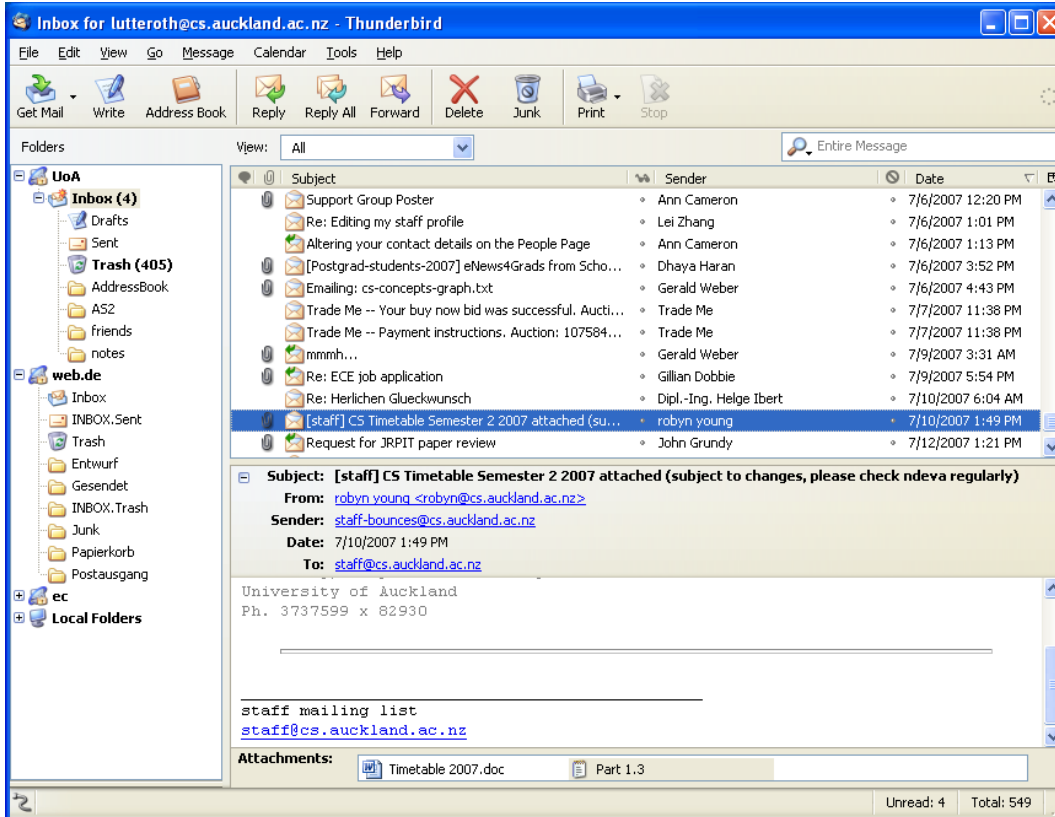 Inbox for lutteroth@cs.auckland.ac.nz - Thunderbird
File Edit View Go Message Calendar Tools Help
Get Mail Write Address Book Reply Reply All Forward Delete Junk Print Stop
Folders View: All Entire Message
Subject Sender Date
UoA
Inbox (4)
Drafts
Sent
Trash (405)
AddressBook
AS2
friends
notes
web.de
Inbox
INBOX.Sent
Trash
Entwurf
Gesendet
INBOX.Trash
Junk
Papierkorb
Postausgang
ec
Local Folders
Support Group Poster Ann Cameron 7/6/2007 12:20 PM
Re: Editing my staff profile Lei Zhang 7/6/2007 1:01 PM
Altering your contact details on the People Page Ann Cameron 7/6/2007 1:13 PM
[Postgrad-students-2007] eNews4Grads from Scho... Dhaya Haran 7/6/2007 3:52 PM
Emailing: cs-concepts-graph.txt Gerald Weber 7/6/2007 4:43 PM
Trade Me -- Your buy now bid was successful. Aucti... Trade Me 7/7/2007 11:38 PM
Trade Me -- Payment instructions. Auction: 107584... Trade Me 7/7/2007 11:38 PM
mmmh... Gerald Weber 7/9/2007 3:31 AM
Re: ECE job application Gillian Dobbie 7/9/2007 5:54 PM
Re: Herlichen Glueckwunsch Dipl.-Ing. Helge Ibert 7/10/2007 6:04 AM
[staff] CS Timetable Semester 2 2007 attached (su... robyn young 7/10/2007 1:49 PM
Request for JRPIT paper review John Grundy 7/12/2007 1:21 PM
Subject: [staff] CS Timetable Semester 2 2007 attached (subject to changes, please check ndeva regularly)
From: robyn young <robyn@cs.auckland.ac.nz>
Sender: staff-bounces@cs.auckland.ac.nz
Date: 7/10/2007 1:49 PM
To: staff@cs.auckland.ac.nz
University of Auckland
Ph. 3737599 x 82930
staff mailing list
staff@cs.auckland.ac.nz
Attachments: Timetable 2007.doc Part 1.3
Unread: 4 Total: 549